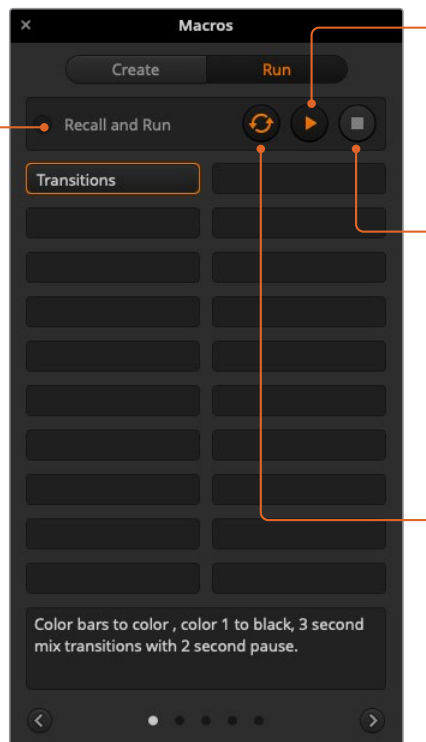 Macros
Create
Run
Recall and Run
Transitions
Color bars to color , color 1 to black, 3 second
mix transitions with 2 second pause.